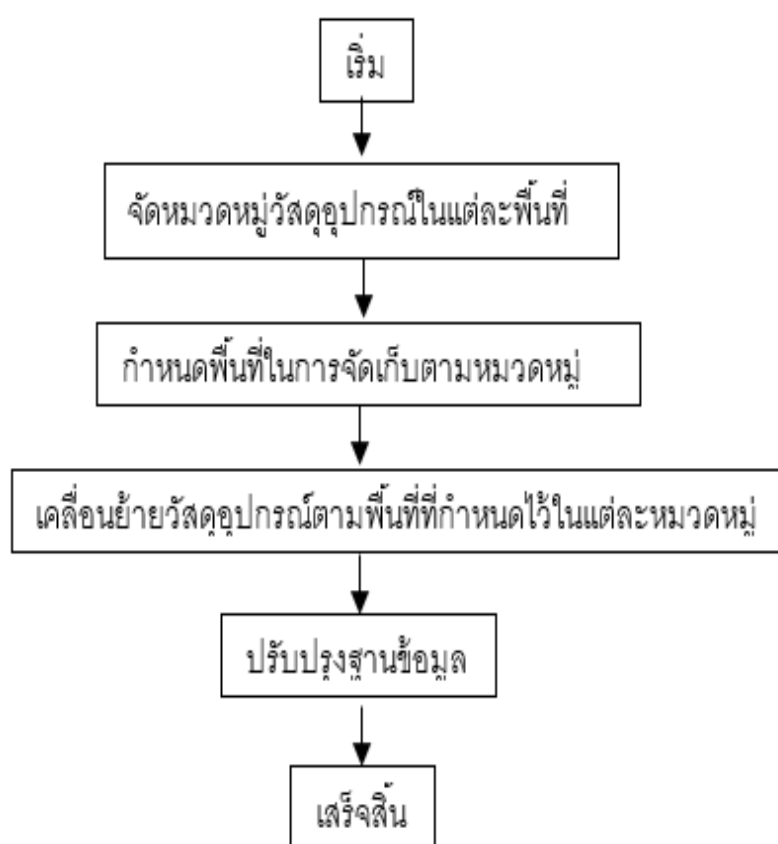 เริ่ม
จัดหมวดหมู่วัสดุอุปกรณ์ในแต่ละพื้นที่
กำหนดพื้นที่ในการจัดเก็บตามหมวดหมู่
เคลื่อนย้ายวัสดุอุปกรณ์ตามพื้นที่ที่กำหนดไว้ในแต่ละหมวดหมู่
ปรับปรุงฐานข้อมูล
เสร็จสิ้น